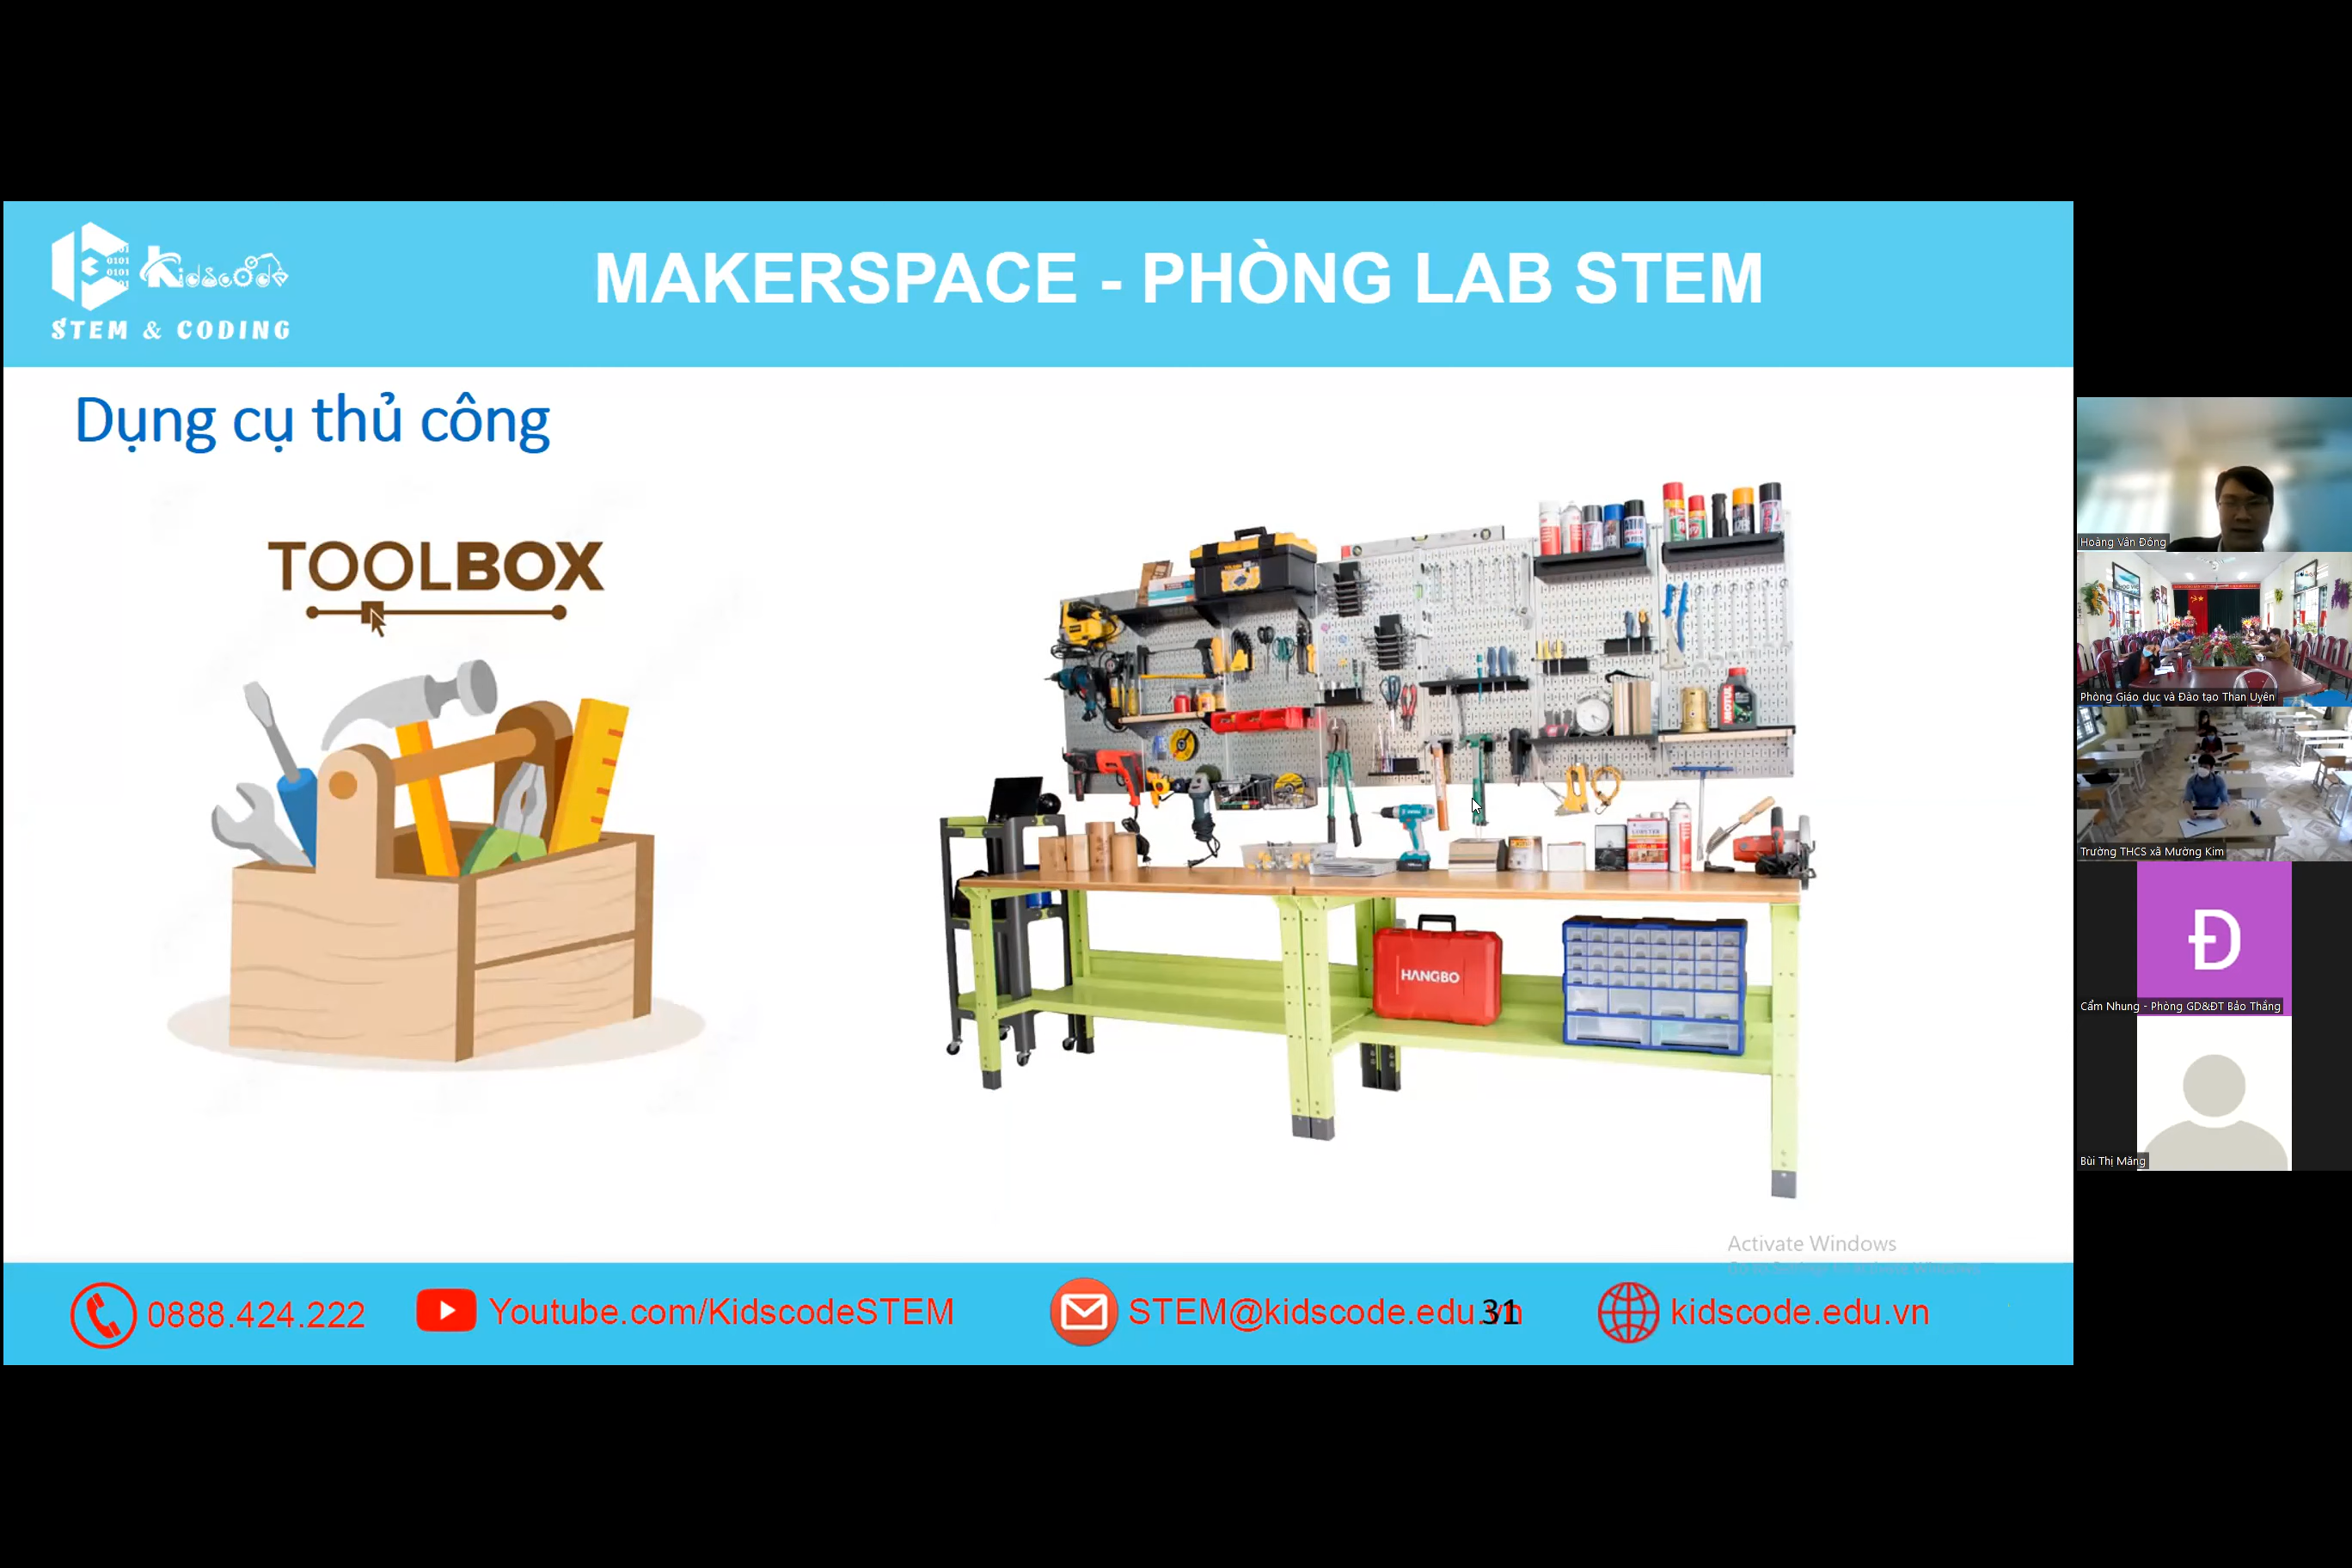 Kidscode
STEM & CODING
MAKERSPACE - PHÒNG LAB STEM
Dụng cụ thủ công
TOOLBOX
HANGBO
MOTUL
Activate Windows
0888.424.222
Youtube.com/KidscodeSTEM
STEM@kidscode.edu.vn
31
kidscode.edu.vn
Hoàng Vân Đông
Phòng Giáo dục và Đào tạo Than Uyên
Trường THCS xã Mường Kim
Đ
Cẩm Nhung - Phòng GD&ĐT Bảo Thắng
Bùi Thị Măng